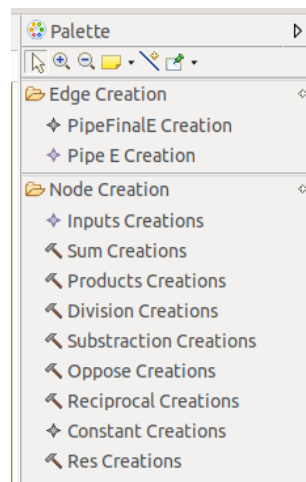 Palette
Edge Creation
PipeFinalE Creation
Pipe E Creation
Node Creation
Inputs Creations
Sum Creations
Products Creations
Division Creations
Substraction Creations
Oppose Creations
Reciprocal Creations
Constant Creations
Res Creations